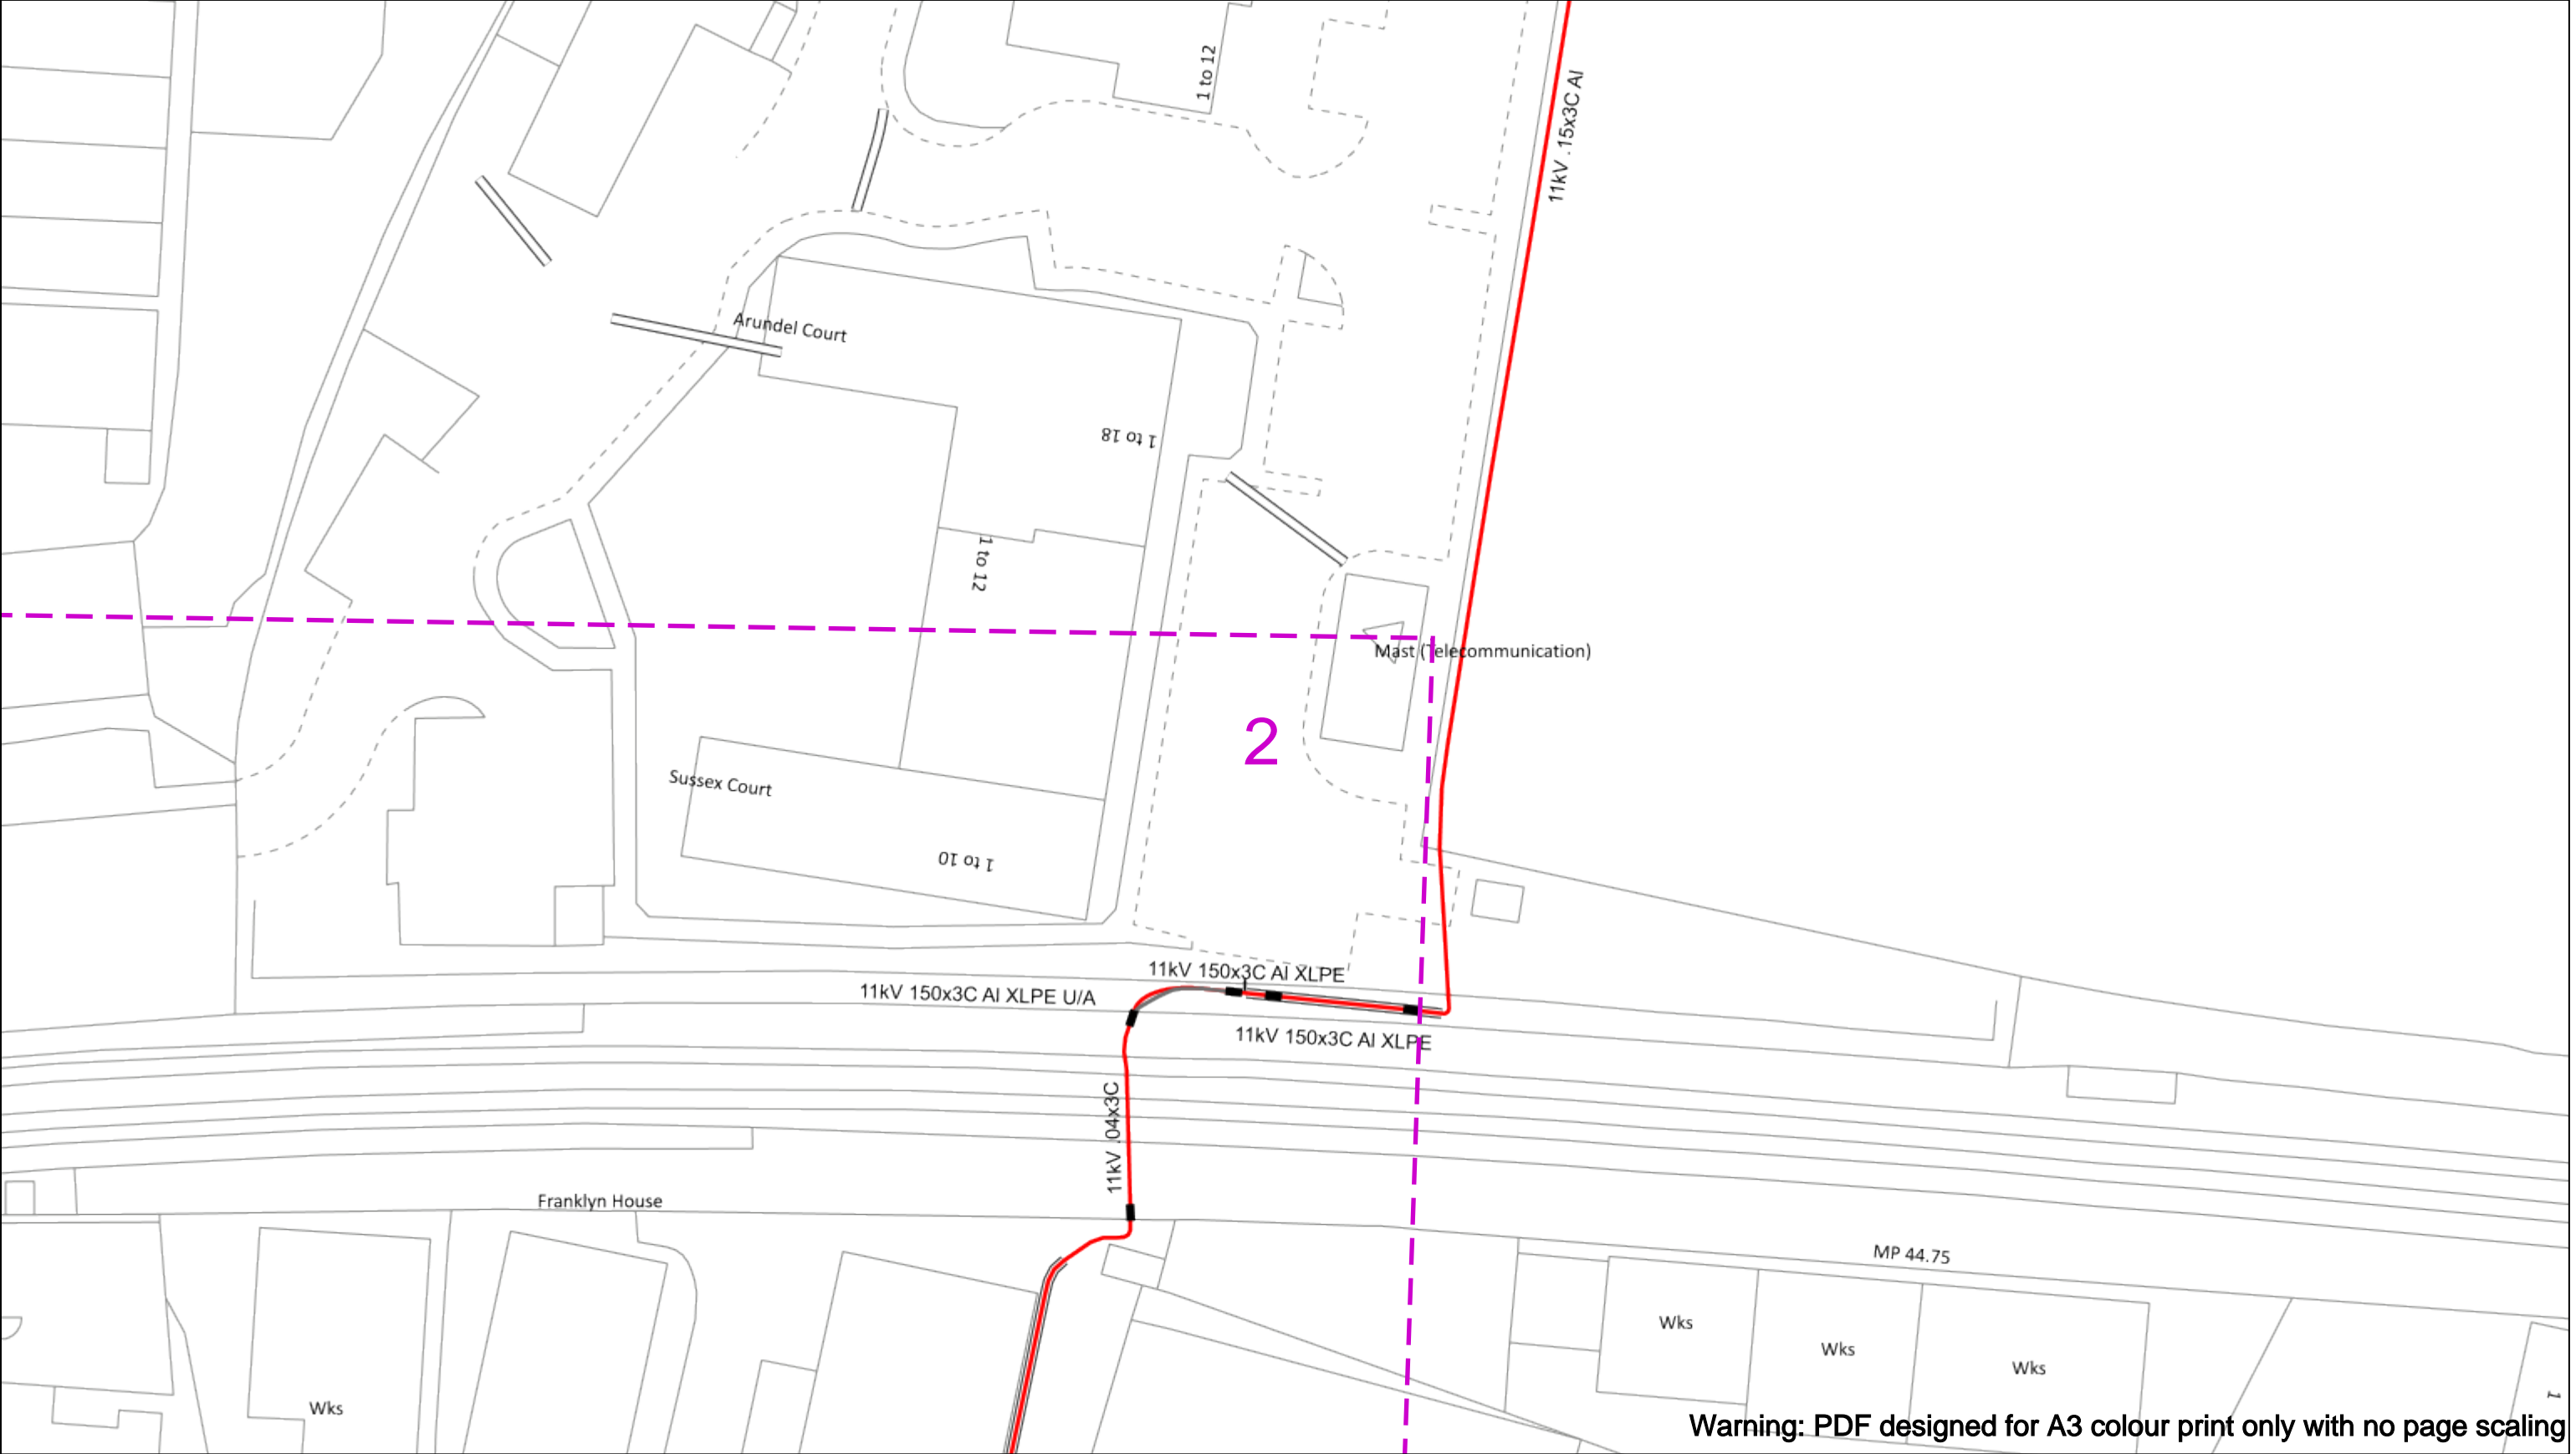 1 to 12
11kV .15x3C Al
Arundel Court
1 to 18
1 to 12
Mast (Telecommunication)
2
Sussex Court
1 to 10
11kV 150x3C Al XLPE
11kV 150x3C Al XLPE U/A
11kV 150x3C Al XLPE
11kV .04x3C
Franklyn House
MP 44.75
Wks
Wks
Wks
Wks
1
Warning: PDF designed for A3 colour print only with no page scaling